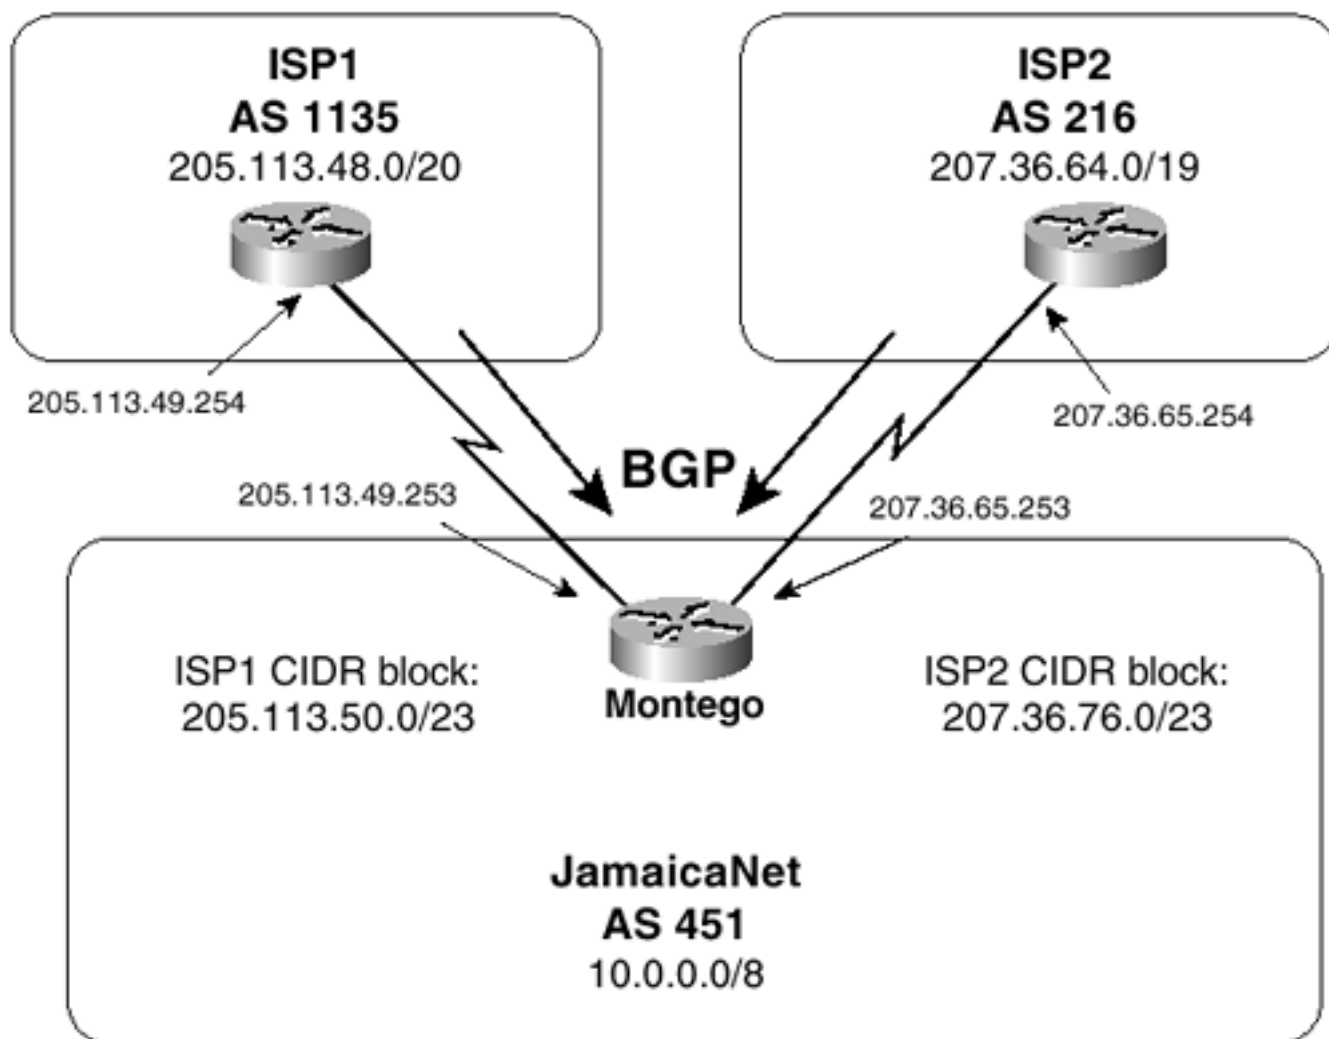 ISP1
AS 1135
205.113.48.0/20
ISP2
AS 216
207.36.64.0/19
205.113.49.254
207.36.65.254
BGP
205.113.49.253
207.36.65.253
ISP1 CIDR block:
205.113.50.0/23
Montego
ISP2 CIDR block:
207.36.76.0/23
JamaicaNet
AS 451
10.0.0.0/8